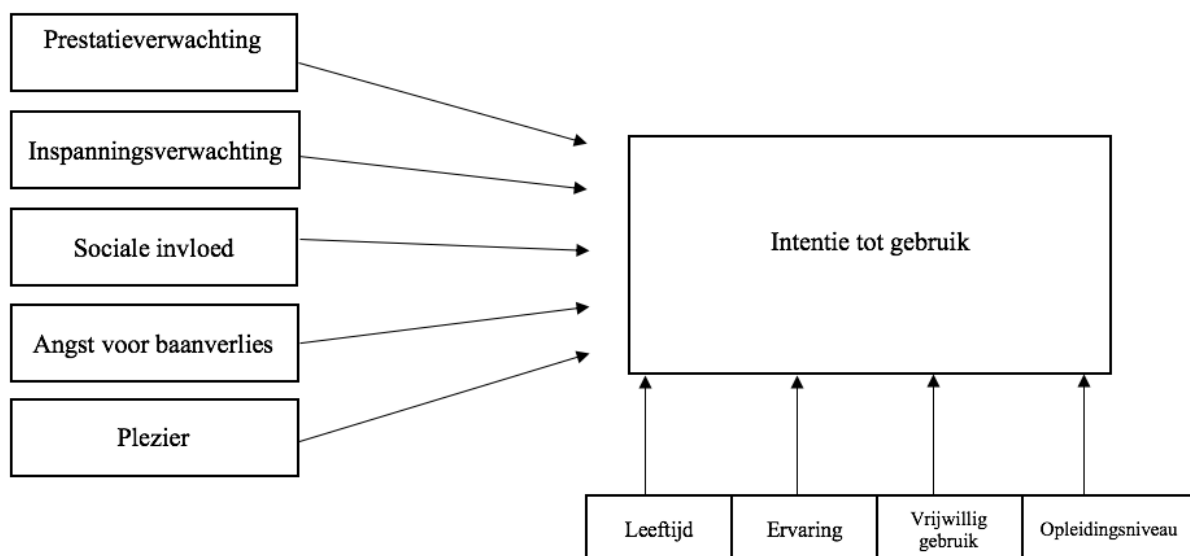 Prestatieverwachting
Inspanningsverwachting
Sociale invloed
Angst voor baanverlies
Plezier
Intentie tot gebruik
Leeftijd
Ervaring
Vrijwillig
gebruik
Opleidingsniveau